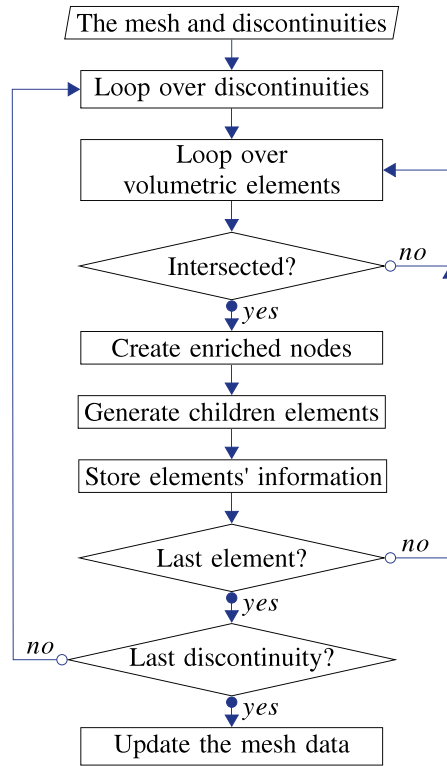 The mesh and discontinuities
Loop over discontinuities
Loop over
volumetric elements
Intersected?
no
yes
Create enriched nodes
Generate children elements
Store elements' information
Last element?
no
yes
Last discontinuity?
no
yes
Update the mesh data